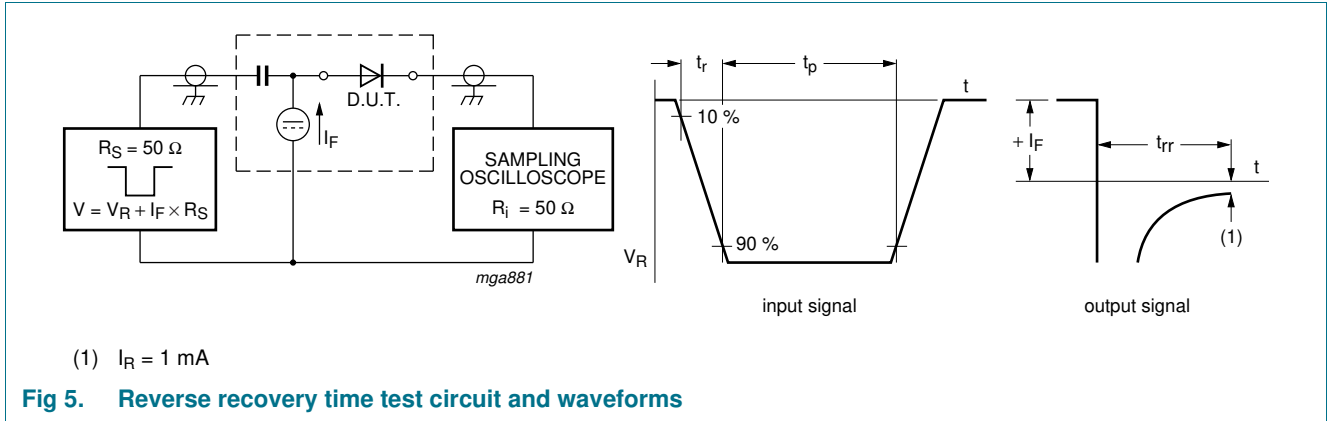 D.U.T.
I_F
R_S = 50 Ω
V = V_R + I_F × R_S
SAMPLING
OSCILLOSCOPE
R_i = 50 Ω
mga881
t_r
t_p
t
10 %
90 %
V_R
input signal
+ I_F
t_rr
t
(1)
output signal
(1) I_R = 1 mA
Fig 5. Reverse recovery time test circuit and waveforms